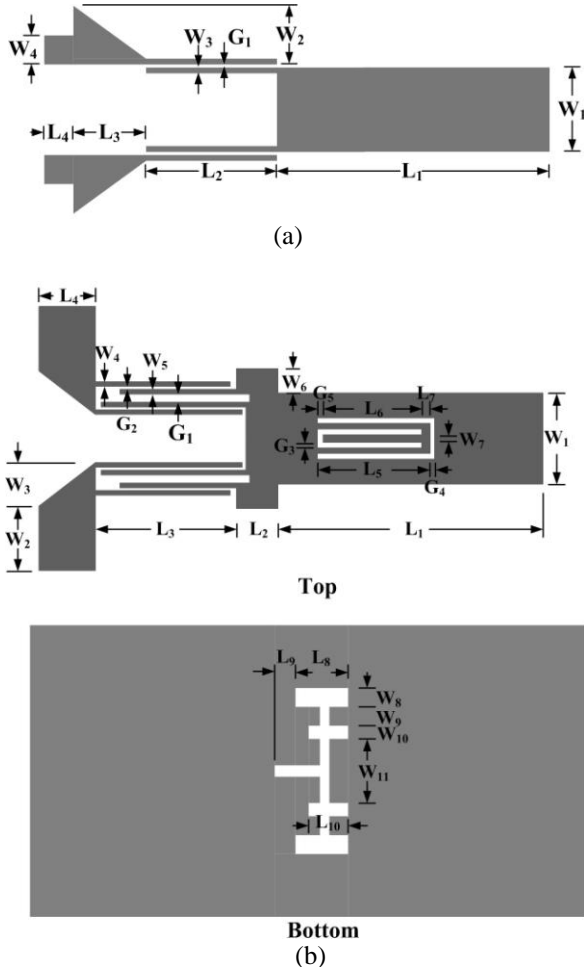 W₃ G₁ W₂
W₄
W₁
L₄ L₃
L₂ L₁
(a)
L₄
W₄ W₅
W₆
G₅ L₆ L₇
G₂ G₁
G₃ W₇ W₁
W₃
L₅
G₄
W₂
L₃ L₂ L₁
Top
L₉ L₈
W₈
W₉
W₁₀
W₁₁
L₁₀
Bottom
(b)